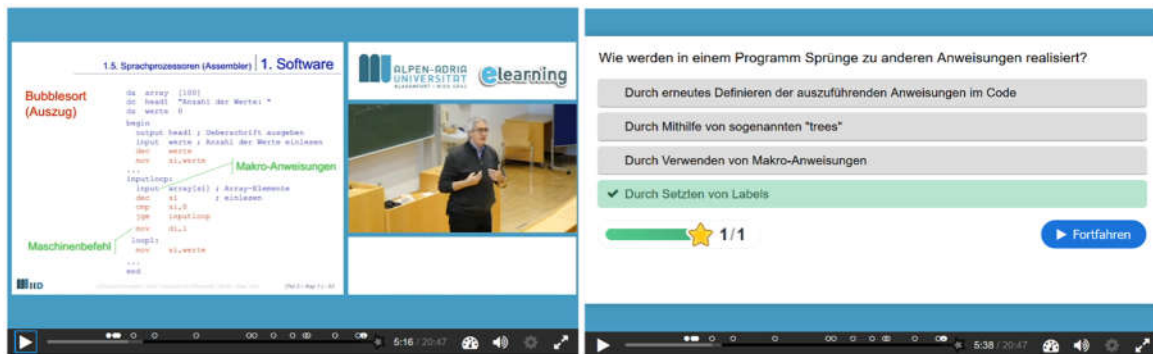 1.5. Sprachprozessoren (Assembler) | 1. Software
Bubblesort
(Auszug)
da array [100]
dc head1 "Anzahl der Werte: "
ds werte 0
begin
output head1 ; Ueberschrift ausgeben
input werte ; Anzahl der Werte einlesen
dec werte
mov si,werte
...
Makro-Anweisungen
inputloop:
input array[si] ; Array-Elemente
dec si ; einlesen
cmp si,0
jge inputloop
mov di,1
Maschinenbefehl
loop1:
mov si,werte
...
end
ALPEN-ADRIA
UNIVERSITÄT
elearning
5:16 / 20:47
Wie werden in einem Programm Sprünge zu anderen Anweisungen realisiert?
Durch erneutes Definieren der auszuführenden Anweisungen im Code
Durch Mithilfe von sogenannten "trees"
Durch Verwenden von Makro-Anweisungen
Durch Setzten von Labels
1/1
Fortfahren
5:38 / 20:47